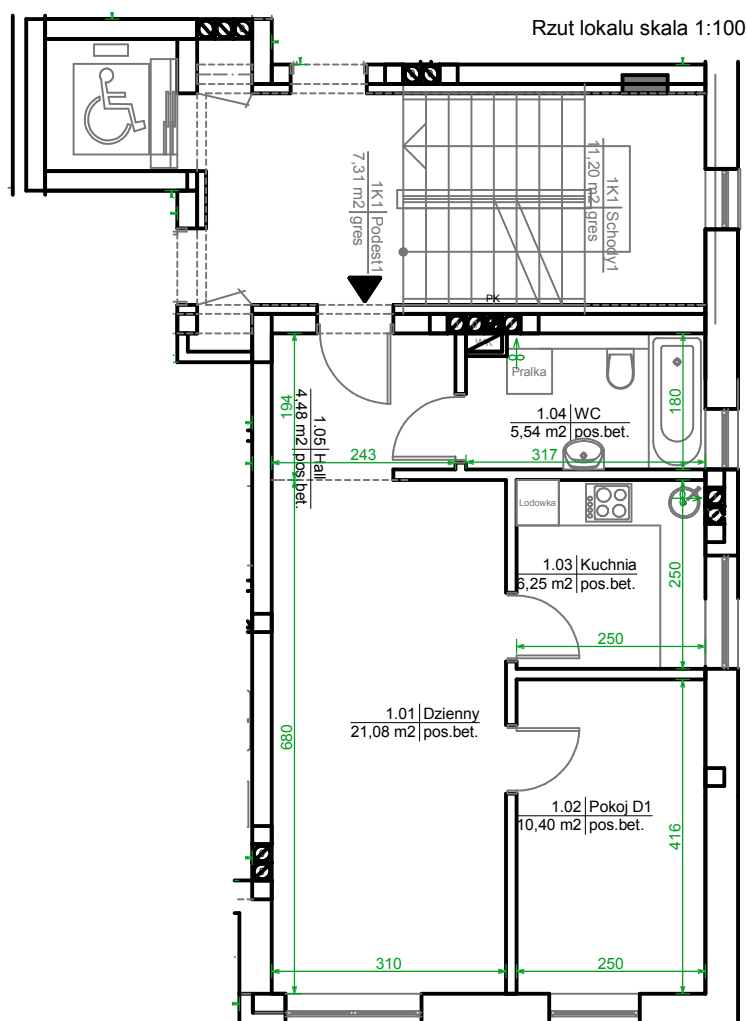 Rzut lokalu skala 1:100
1K1 Podest1
7,31 m2 gres
1K1 Schody1
11,20 m2 gres
PK
Pralka
1.04 WC
5,54 m2 pos.bet.
180
194
1.05 Hall
4,48 m2 pos.bet.
243
317
Lodowka
1.03 Kuchnia
6,25 m2 pos.bet.
250
250
1.01 Dzienny
21,08 m2 pos.bet.
680
1.02 Pokoj D1
10,40 m2 pos.bet.
416
310
250